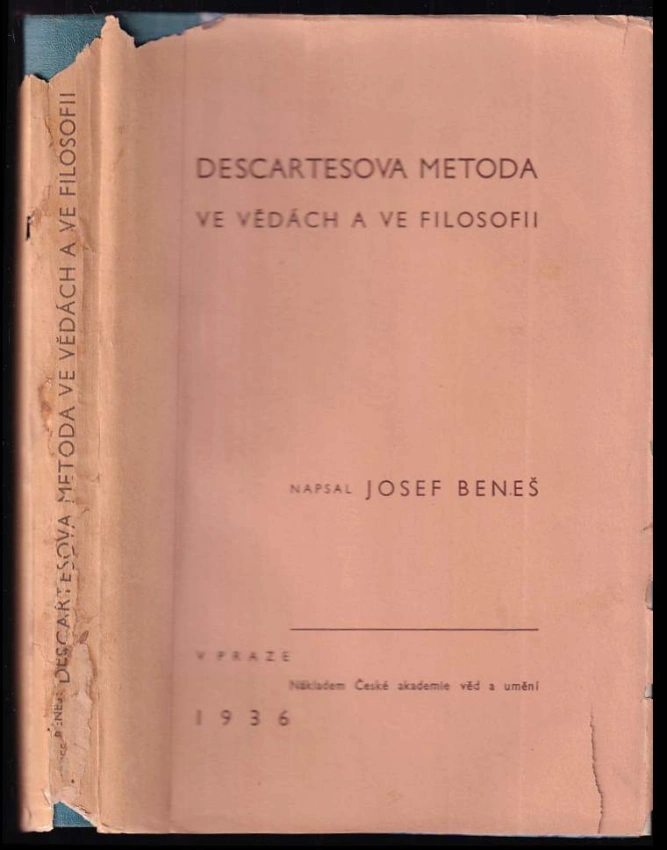 DESCARTESOVA METODA
VE VĚDÁCH A VE FILOSOFII
NAPSAL JOSEF BENEŠ
V PRAZE
Nákladem České akademie věd a umění
1936
DESCARTESOVA METODA VE VĚDÁCH A VE FILOSOFII